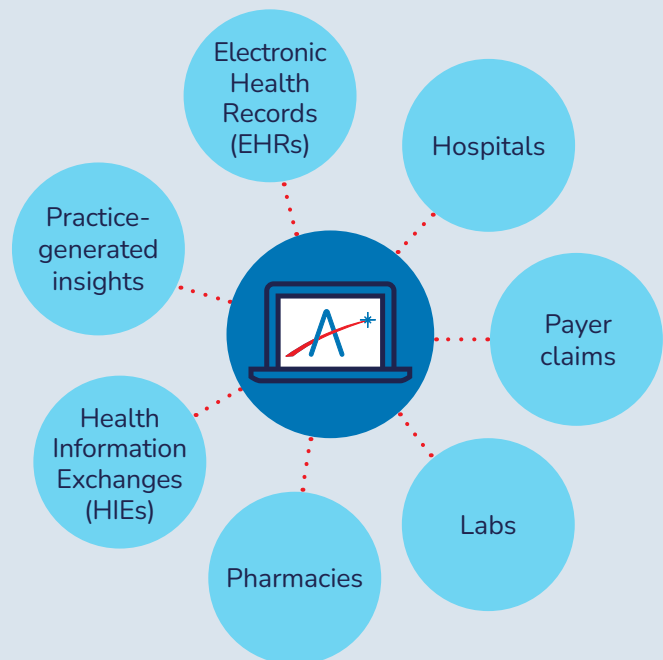 Electronic
Health
Records
(EHRs)
Hospitals
Payer
claims
Labs
Pharmacies
Health
Information
Exchanges
(HIEs)
Practice-
generated
insights